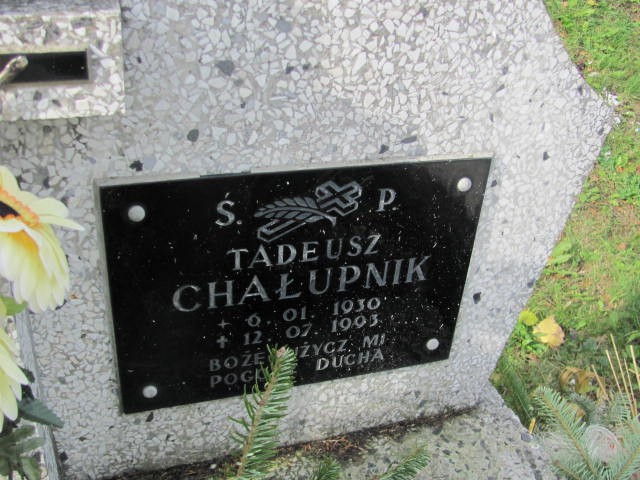 Ś. P.
TADEUSZ
CHAŁUPNIK
+ 6. 01. 1930
✝ 12. 07. 1993.
BOŻE MI
DUCHA